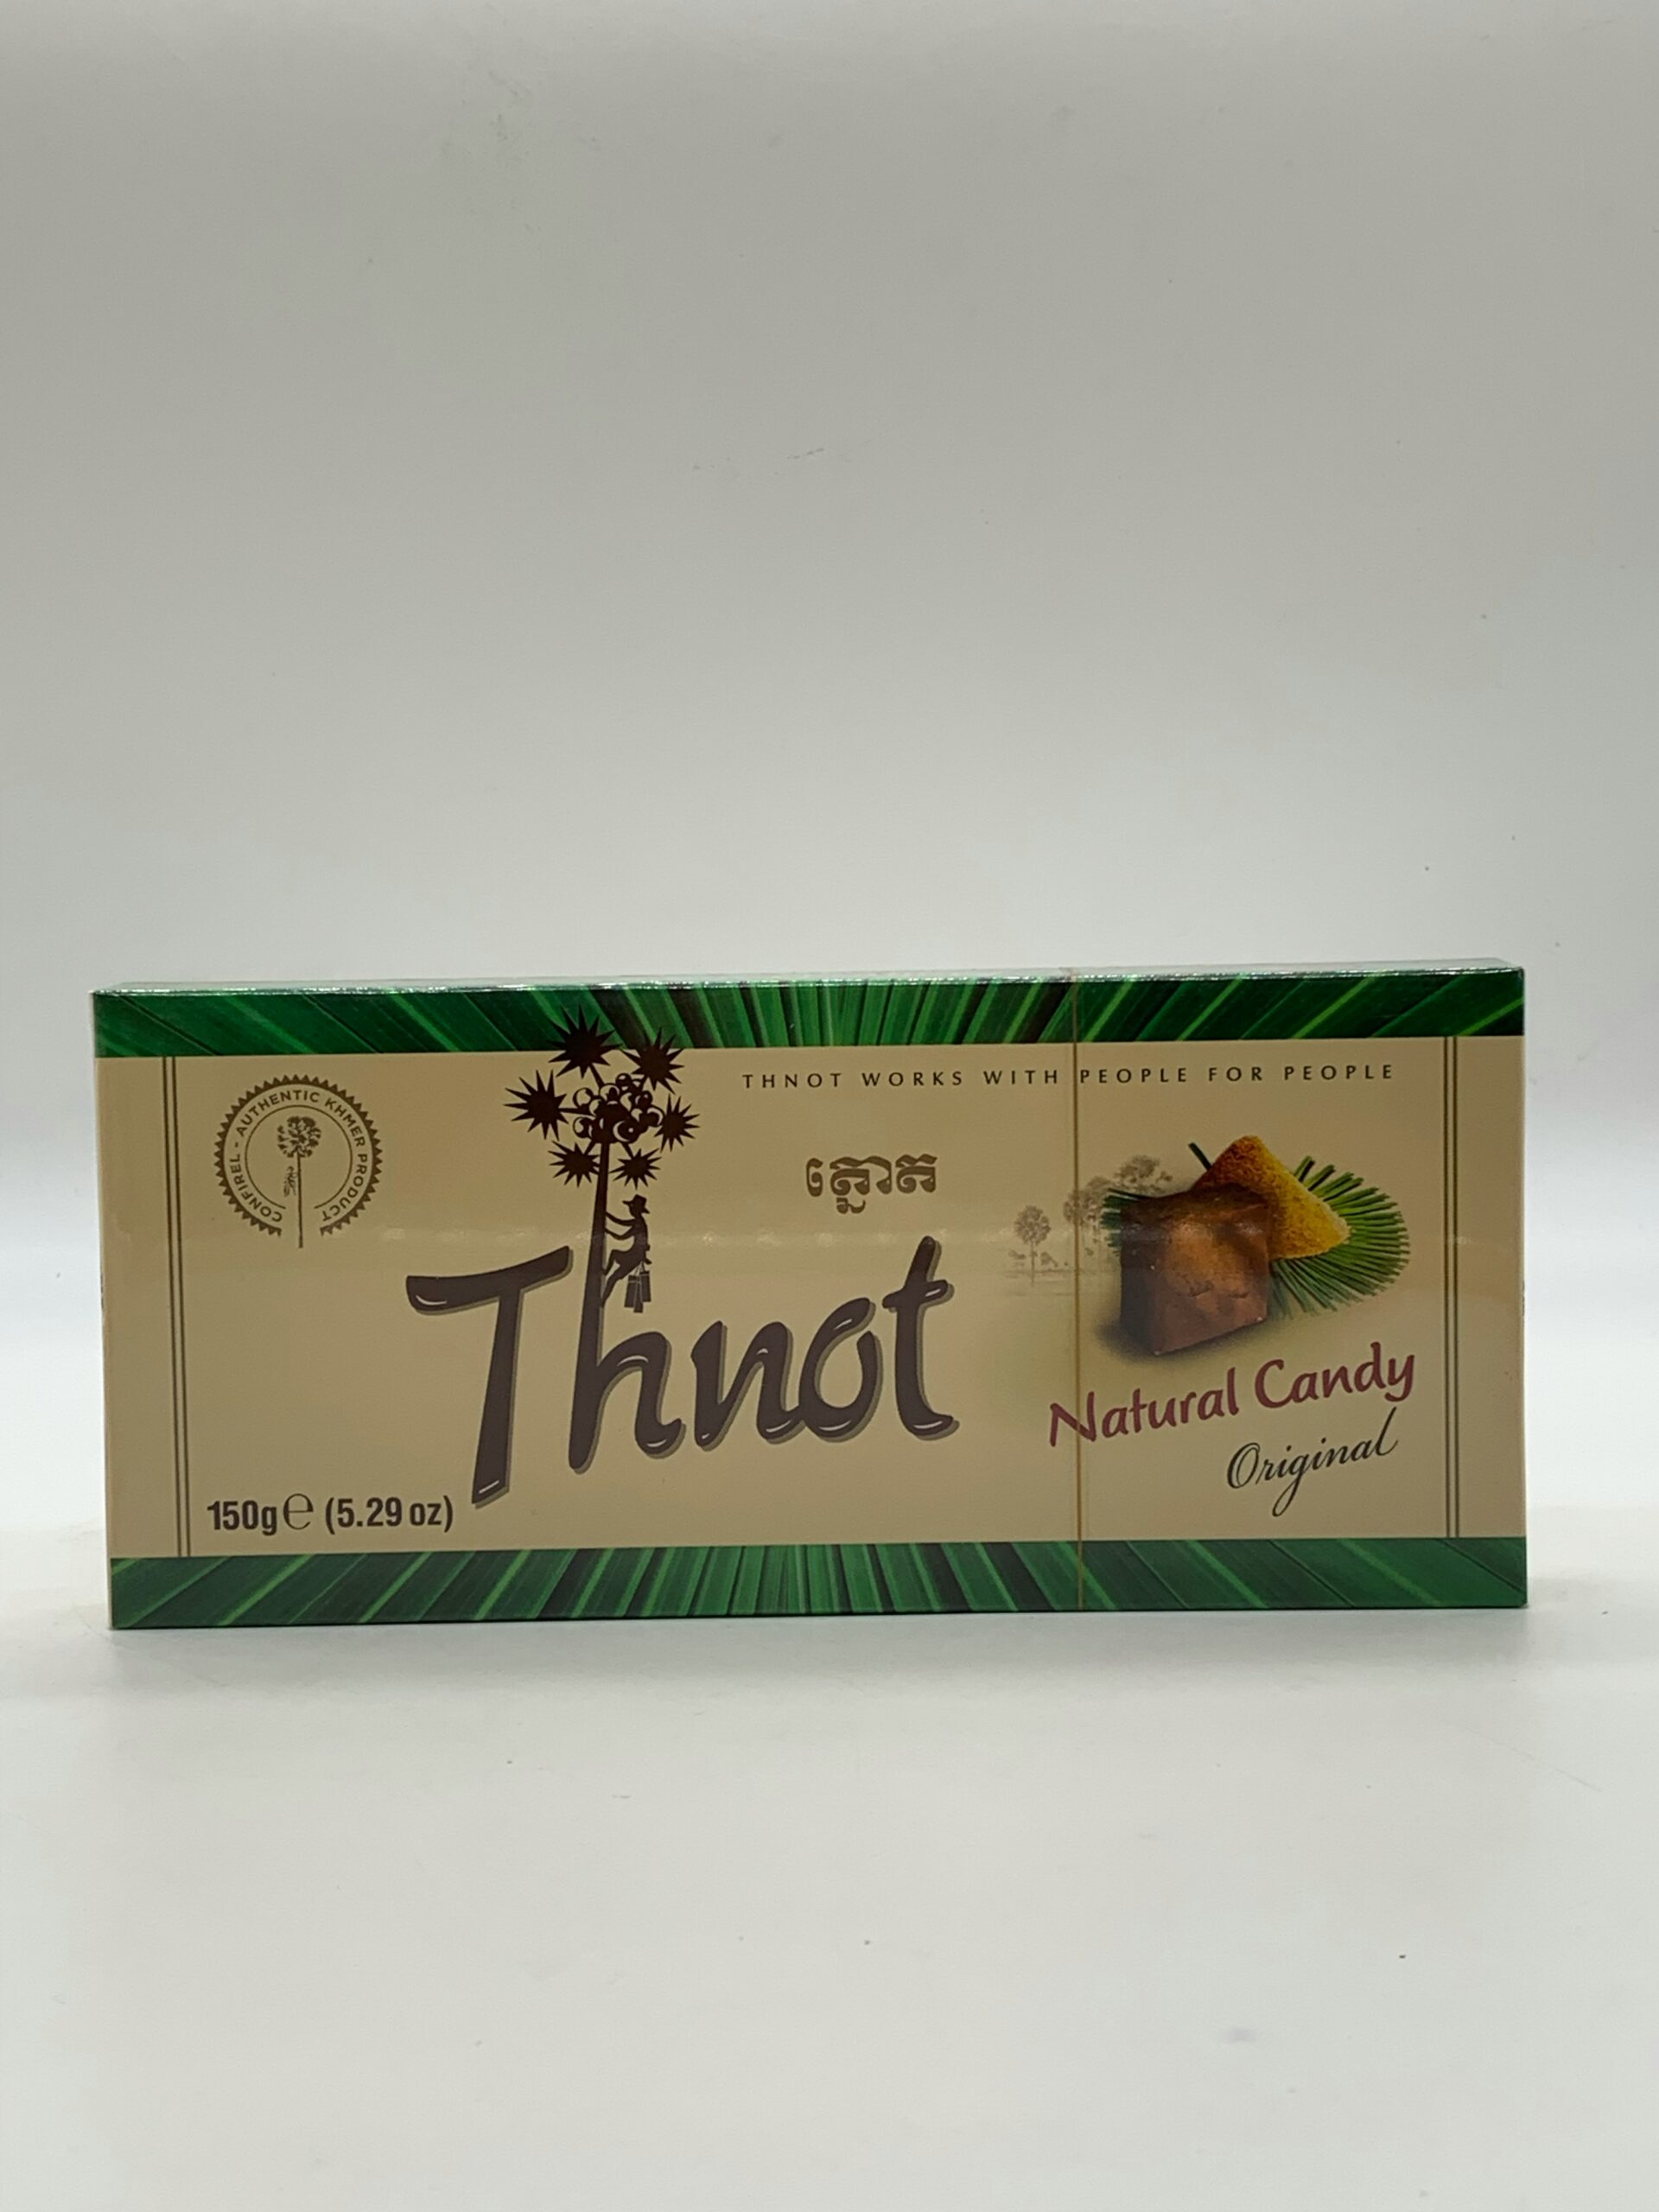 THNOT WORKS WITH PEOPLE FOR PEOPLE
CONFIREL - AUTHENTIC KHMER PRODUCT
ត្នោត
Thnot
Natural Candy
Original
150g℮ (5.29 oz)